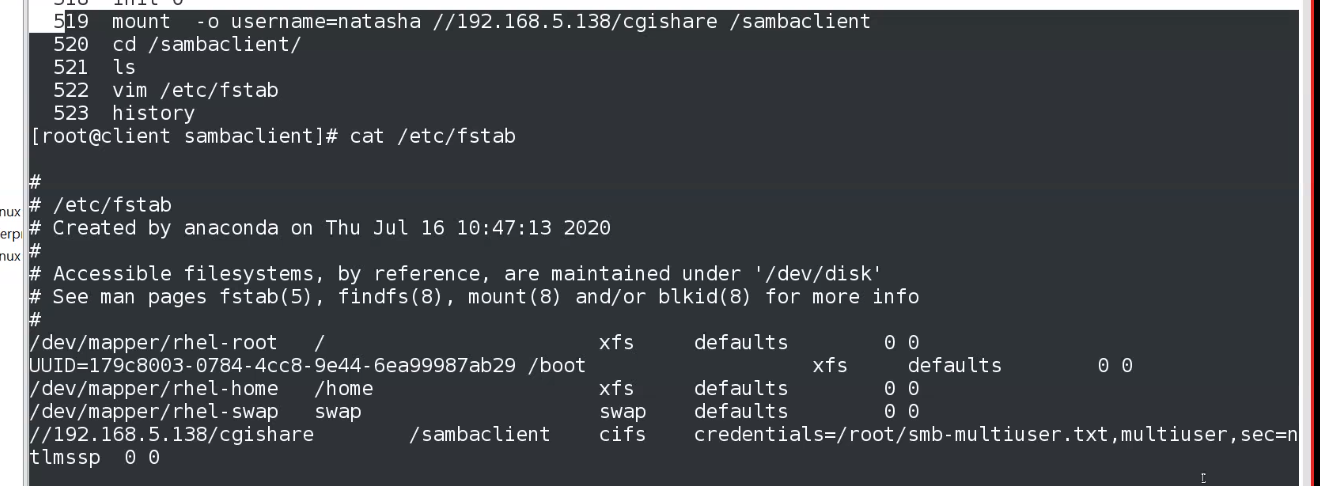 519  mount  -o username=natasha //192.168.5.138/cgishare /sambaclient
520  cd /sambaclient/
521  ls
522  vim /etc/fstab
523  history
[root@client sambaclient]# cat /etc/fstab
#
# /etc/fstab
# Created by anaconda on Thu Jul 16 10:47:13 2020
#
# Accessible filesystems, by reference, are maintained under '/dev/disk'
# See man pages fstab(5), findfs(8), mount(8) and/or blkid(8) for more info
#
/dev/mapper/rhel-root   /                       xfs     defaults        0 0
UUID=179c8003-0784-4cc8-9e44-6ea99987ab29 /boot                   xfs     defaults        0 0
/dev/mapper/rhel-home   /home                   xfs     defaults        0 0
/dev/mapper/rhel-swap   swap                    swap    defaults        0 0
//192.168.5.138/cgishare        /sambaclient    cifs    credentials=/root/smb-multiuser.txt,multiuser,sec=n
tlmssp  0 0